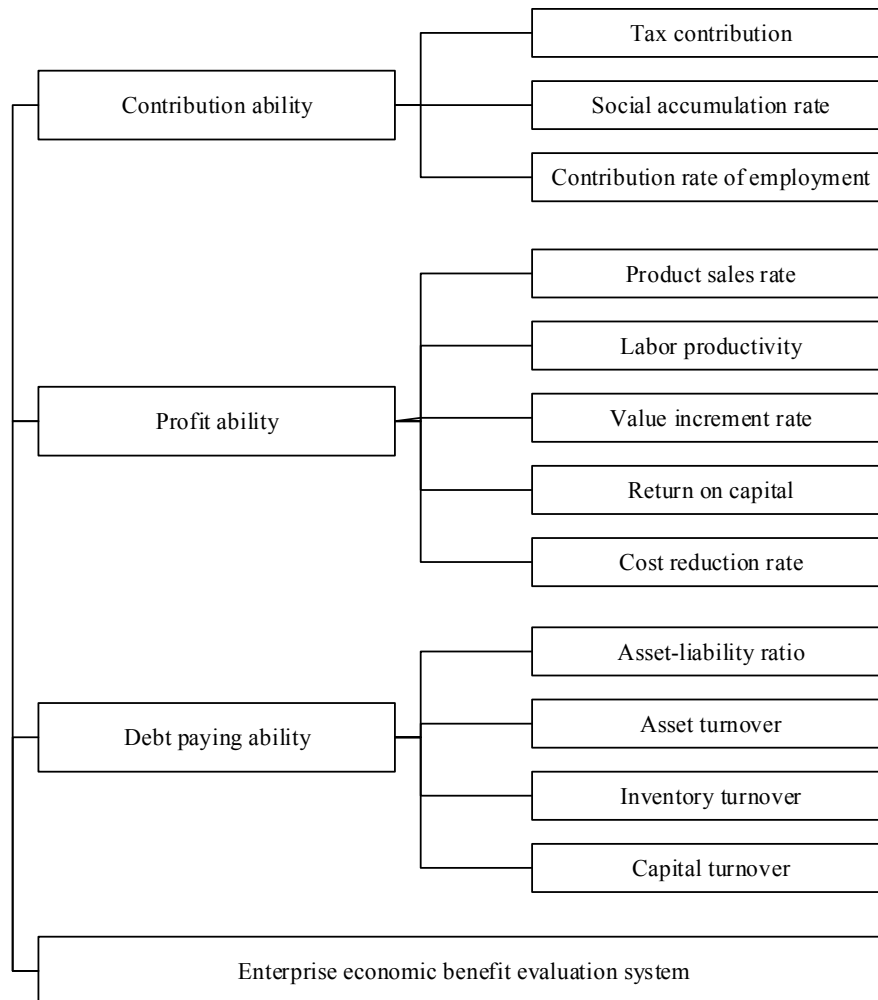 Tax contribution
Contribution ability
Social accumulation rate
Contribution rate of employment
Product sales rate
Labor productivity
Profit ability
Value increment rate
Return on capital
Cost reduction rate
Asset-liability ratio
Asset turnover
Debt paying ability
Inventory turnover
Capital turnover
Enterprise economic benefit evaluation system